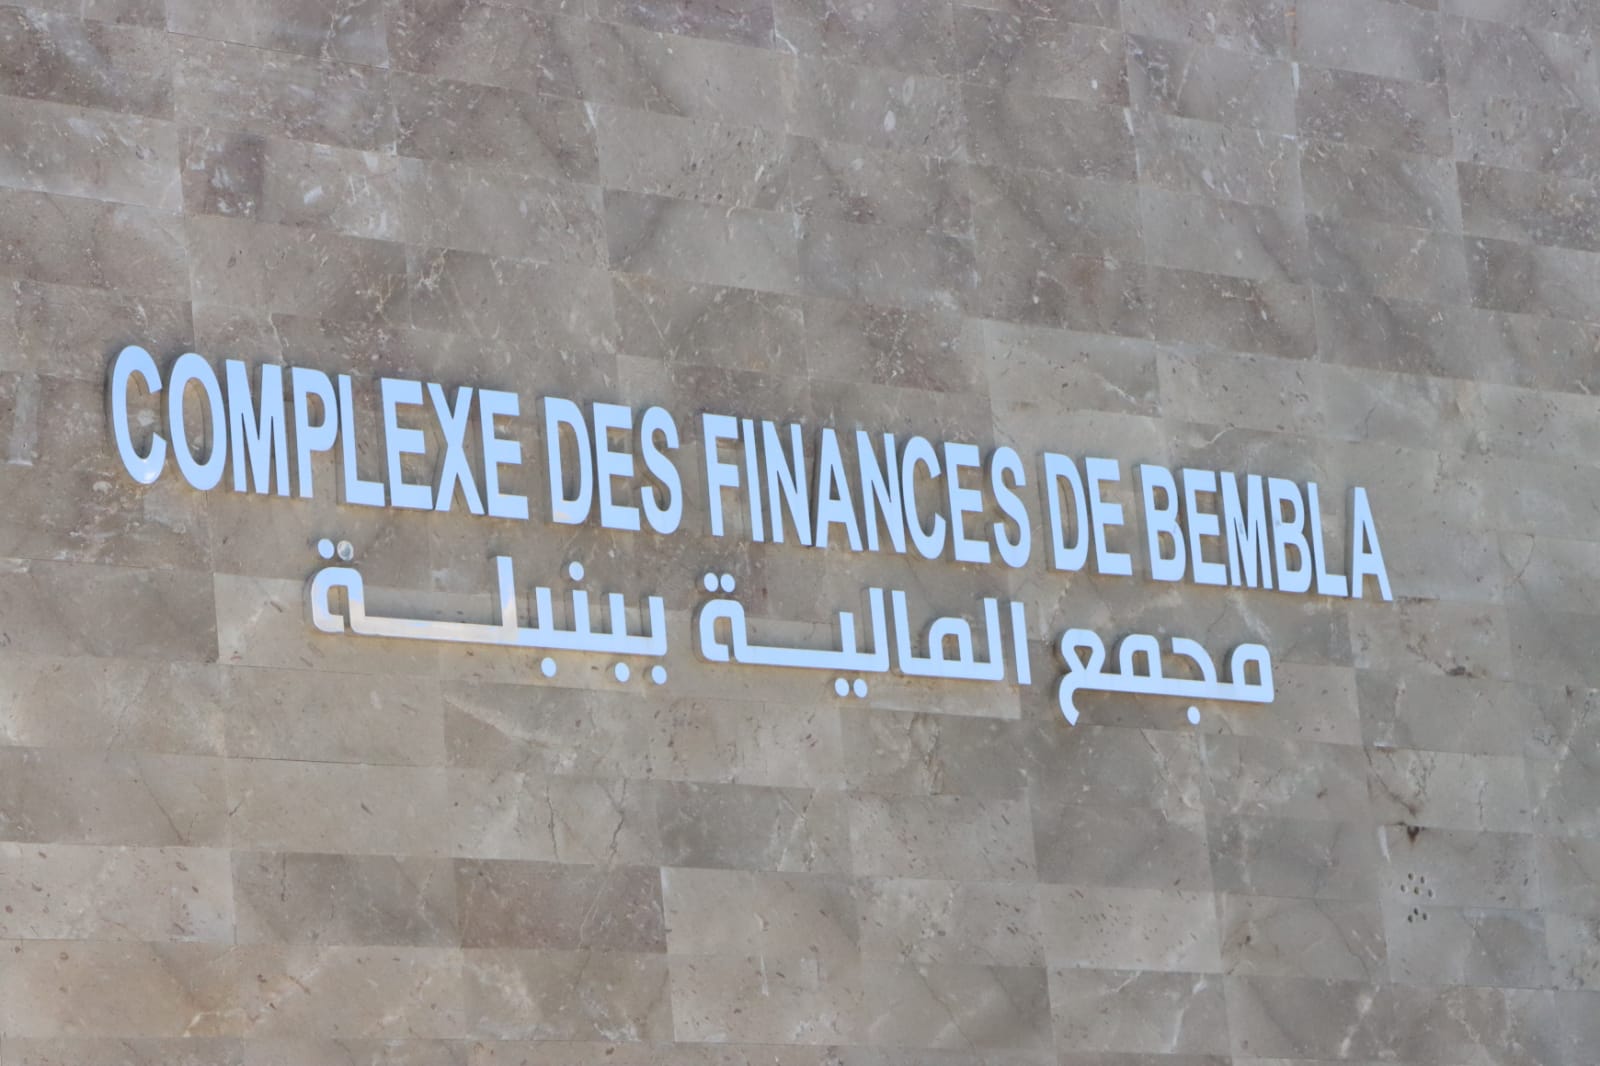 COMPLEXE DES FINANCES DE BEMBLA
مجمع المالية ببنبلة